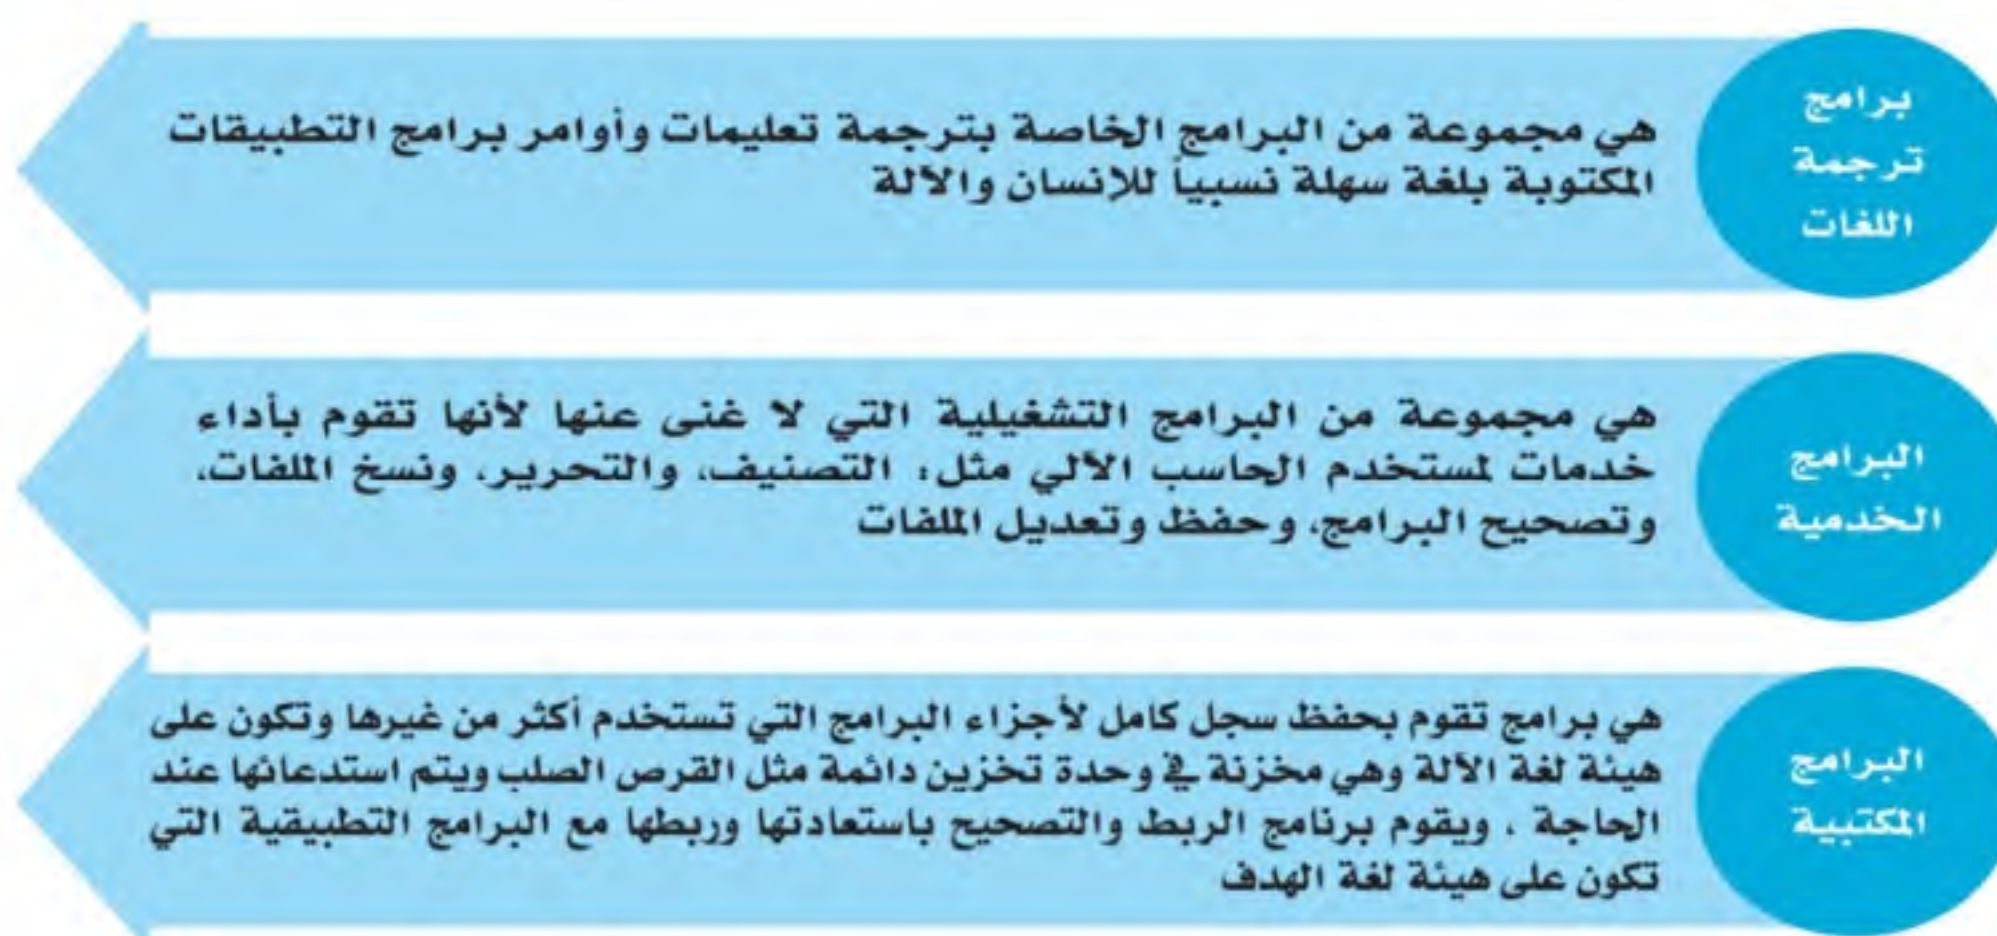 برامج
ترجمة
اللغات
هي مجموعة من البرامج الخاصة بترجمة تعليمات وأوامر برامج التطبيقات
المكتوبة بلغة سهلة نسبياً للانسان والآلة
البرامج
الخدمية
هي مجموعة من البرامج التشغيلية التي لا غنى عنها لأنها تقوم بأداء
خدمات لمستخدم الحاسب الآلي مثل: التصنيف، والتحرير، ونسخ الملفات،
وتصحيح البرامج، وحفظ وتعديل الملفات
البرامج
المكتبية
هي برامج تقوم بحفظ سجل كامل لأجزاء البرامج التي تستخدم أكثر من غيرها وتكون على
هيئة لغة الآلة وهي مخزنة في وحدة تخزين دائمة مثل القرص الصلب ويتم استدعائها عند
الحاجة ، ويقوم برنامج الربط والتصحيح باستعادتها وربطها مع البرامج التطبيقية التي
تكون على هيئة لغة الهدف